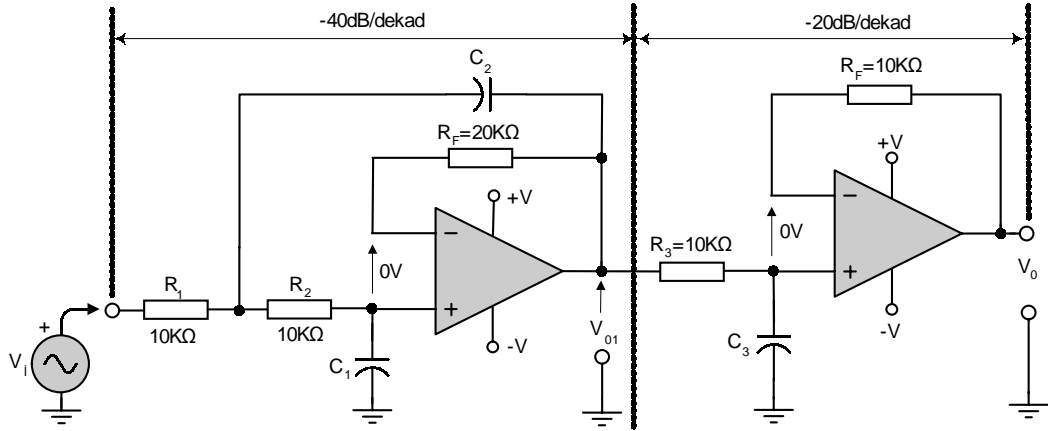 -40dB/dekad
-20dB/dekad
C2
RF=20KΩ
RF=10KΩ
+V
+V
−
−
0V
0V
R3=10KΩ
R1
R2
+
+
+
10KΩ
10KΩ
Vi
C1
-V
V01
C3
-V
V0